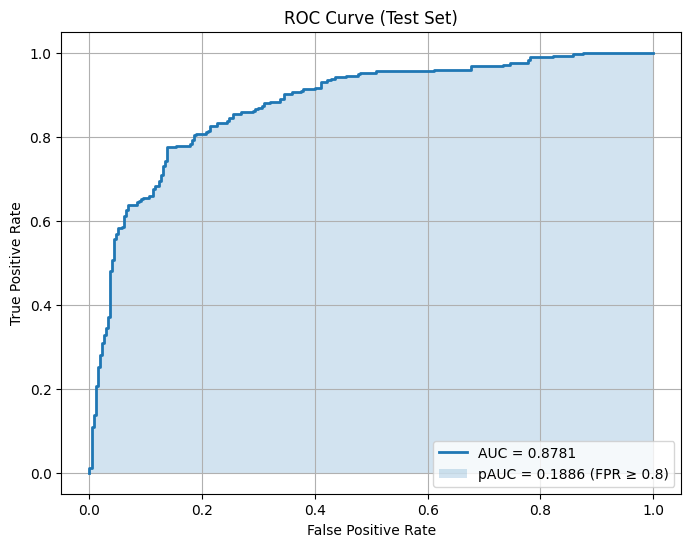 ROC Curve (Test Set)
True Positive Rate
1.0
0.8
0.6
0.4
0.2
0.0
0.0 0.2 0.4 0.6 0.8 1.0
False Positive Rate
AUC = 0.8781
pAUC = 0.1886 (FPR ≥ 0.8)